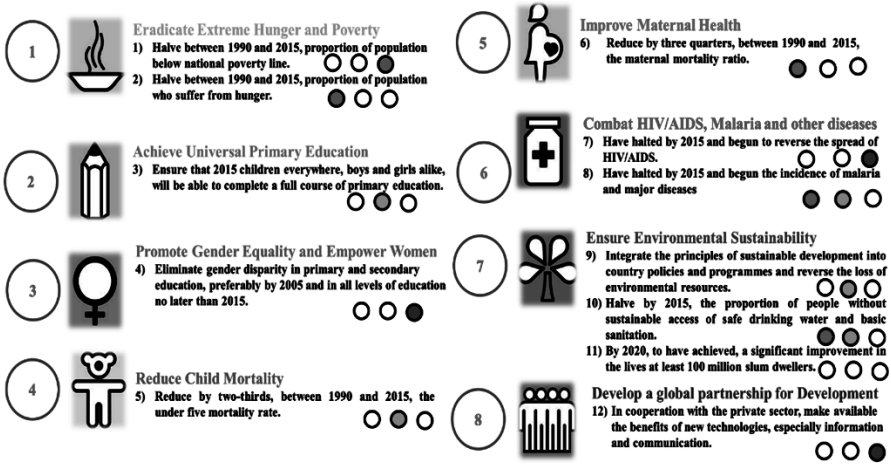 1
Eradicate Extreme Hunger and Poverty
1) Halve between 1990 and 2015, proportion of population
below national poverty line.
2) Halve between 1990 and 2015, proportion of population
who suffer from hunger.
2
Achieve Universal Primary Education
3) Ensure that 2015 children everywhere, boys and girls alike,
will be able to complete a full course of primary education.
3
Promote Gender Equality and Empower Women
4) Eliminate gender disparity in primary and secondary
education, preferably by 2005 and in all levels of education
no later than 2015.
4
Reduce Child Mortality
5) Reduce by two-thirds, between 1990 and 2015, the
under five mortality rate.
5
Improve Maternal Health
6) Reduce by three quarters, between 1990 and 2015,
the maternal mortality ratio.
6
Combat HIV/AIDS, Malaria and other diseases
7) Have halted by 2015 and begun to reverse the spread of
HIV/AIDS.
8) Have halted by 2015 and begun the incidence of malaria
and major diseases
7
Ensure Environmental Sustainability
9) Integrate the principles of sustainable development into
country policies and programmes and reverse the loss of
environmental resources.
10) Halve by 2015, the proportion of people without
sustainable access of safe drinking water and basic
sanitation.
11) By 2020, to have achieved, a significant improvement in
the lives at least 100 million slum dwellers.
8
Develop a global partnership for Development
12) In cooperation with the private sector, make available
the benefits of new technologies, especially information
and communication.